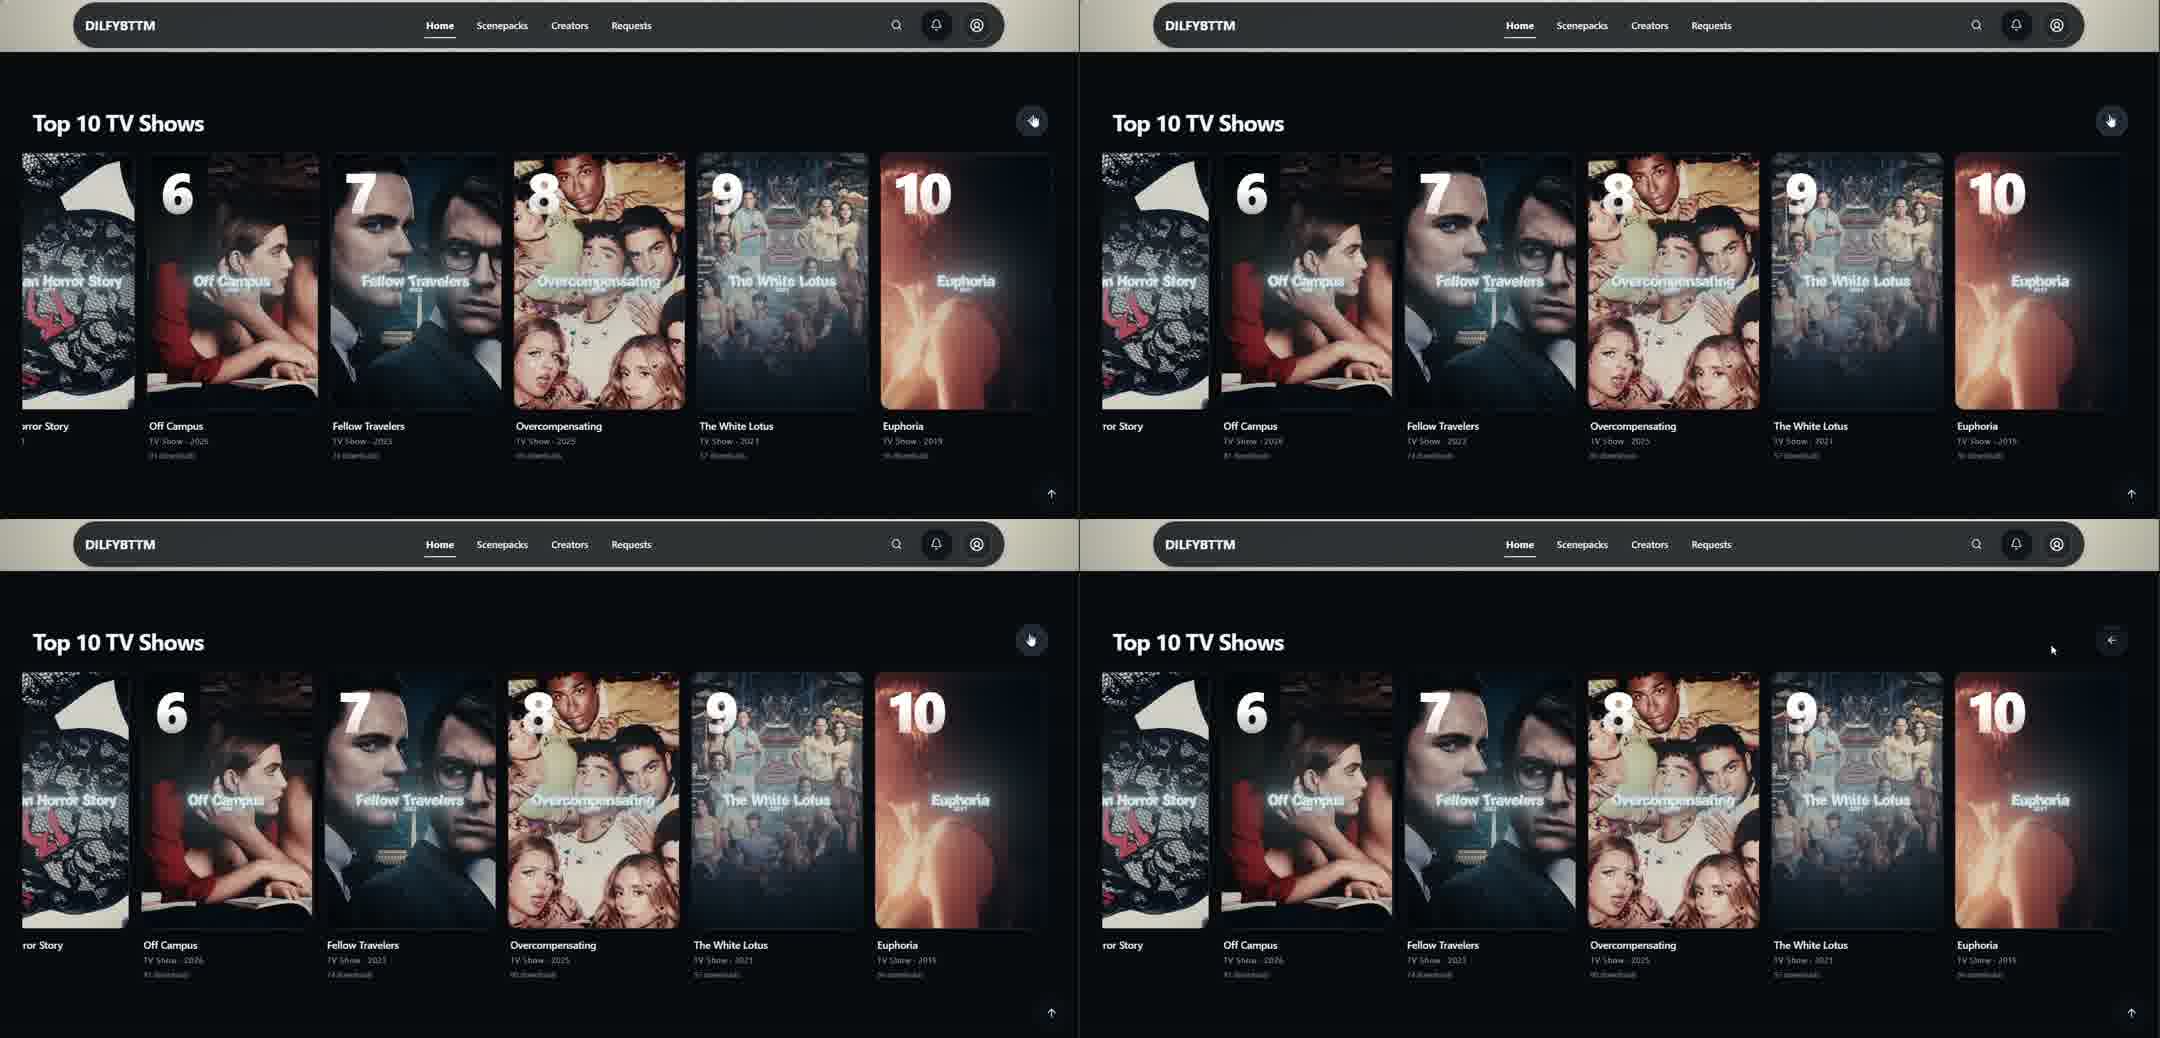 DILFYBTTM Home Scenepacks Creators Requests
Top 10 TV Shows
6 7 8 9 10
an Horror Story Off Campus Fellow Travelers Overcompensating The White Lotus Euphoria
rror Story Off Campus Fellow Travelers Overcompensating The White Lotus Euphoria
TV Show · 2026 TV Show · 2023 TV Show · 2025 TV Show · 2021 TV Show · 2019
DILFYBTTM Home Scenepacks Creators Requests
Top 10 TV Shows
6 7 8 9 10
n Horror Story Off Campus Fellow Travelers Overcompensating The White Lotus Euphoria
ror Story Off Campus Fellow Travelers Overcompensating The White Lotus Euphoria
TV Show · 2026 TV Show · 2023 TV Show · 2025 TV Show · 2021 TV Show · 2019
DILFYBTTM Home Scenepacks Creators Requests
Top 10 TV Shows
6 7 8 9 10
n Horror Story Off Campus Fellow Travelers Overcompensating The White Lotus Euphoria
ror Story Off Campus Fellow Travelers Overcompensating The White Lotus Euphoria
TV Show · 2026 TV Show · 2023 TV Show · 2025 TV Show · 2021 TV Show · 2019
DILFYBTTM Home Scenepacks Creators Requests
Top 10 TV Shows
6 7 8 9 10
n Horror Story Off Campus Fellow Travelers Overcompensating The White Lotus Euphoria
ror Story Off Campus Fellow Travelers Overcompensating The White Lotus Euphoria
TV Show · 2026 TV Show · 2023 TV Show · 2025 TV Show · 2021 TV Show · 2019